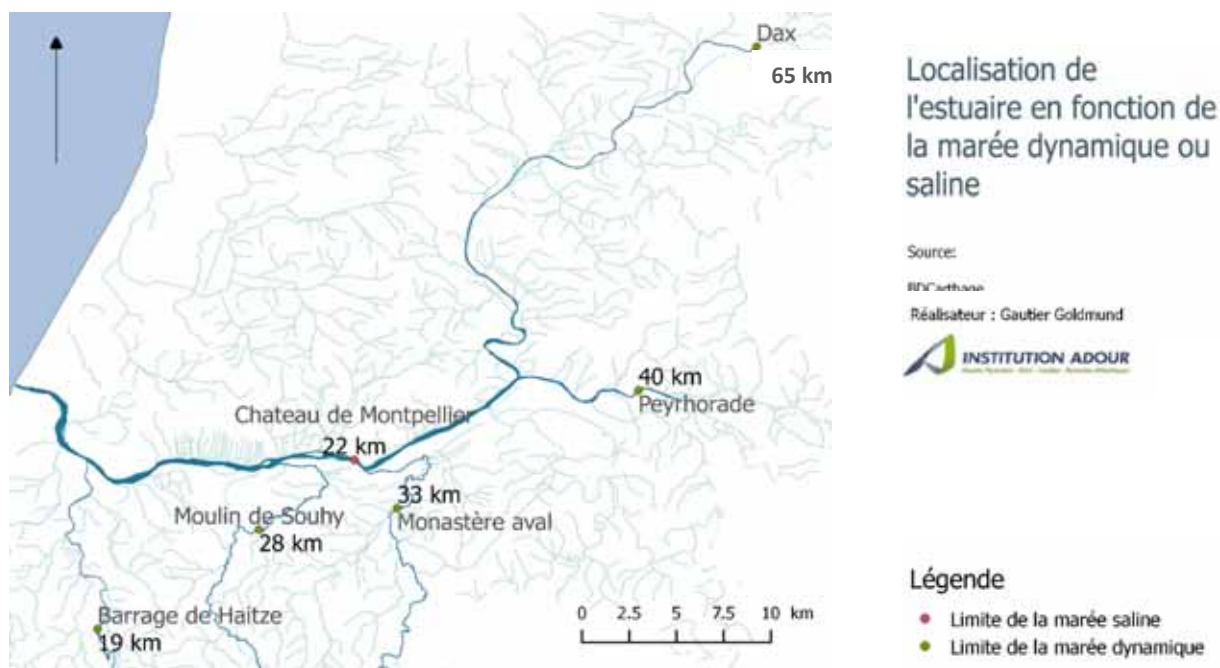 Dax
65 km
40 km
Peyrhorade
Chateau de Montpellier
22 km
33 km
Monastère aval
Moulin de Souhy
28 km
Barrage de Haitze
19 km
0 2.5 5 7.5 10 km
Localisation de
l'estuaire en fonction de
la marée dynamique ou
saline
Source:
BDCarthage
Réalisateur : Gautier Goldmund
INSTITUTION ADOUR
Légende
Limite de la marée saline
Limite de la marée dynamique